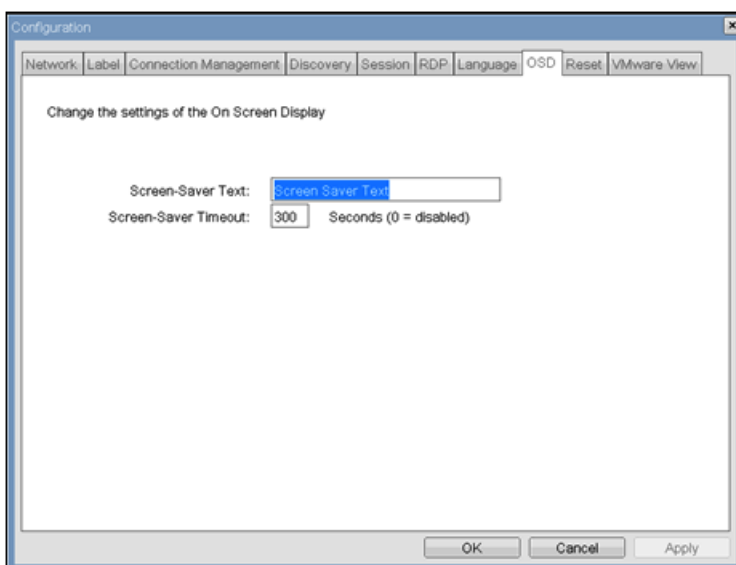 Configuration
Network Label Connection Management Discovery Session RDP Language OSD Reset VMware View
Change the settings of the On Screen Display
Screen-Saver Text: Screen Saver Text
Screen-Saver Timeout: 300 Seconds (0 = disabled)
OK Cancel Apply